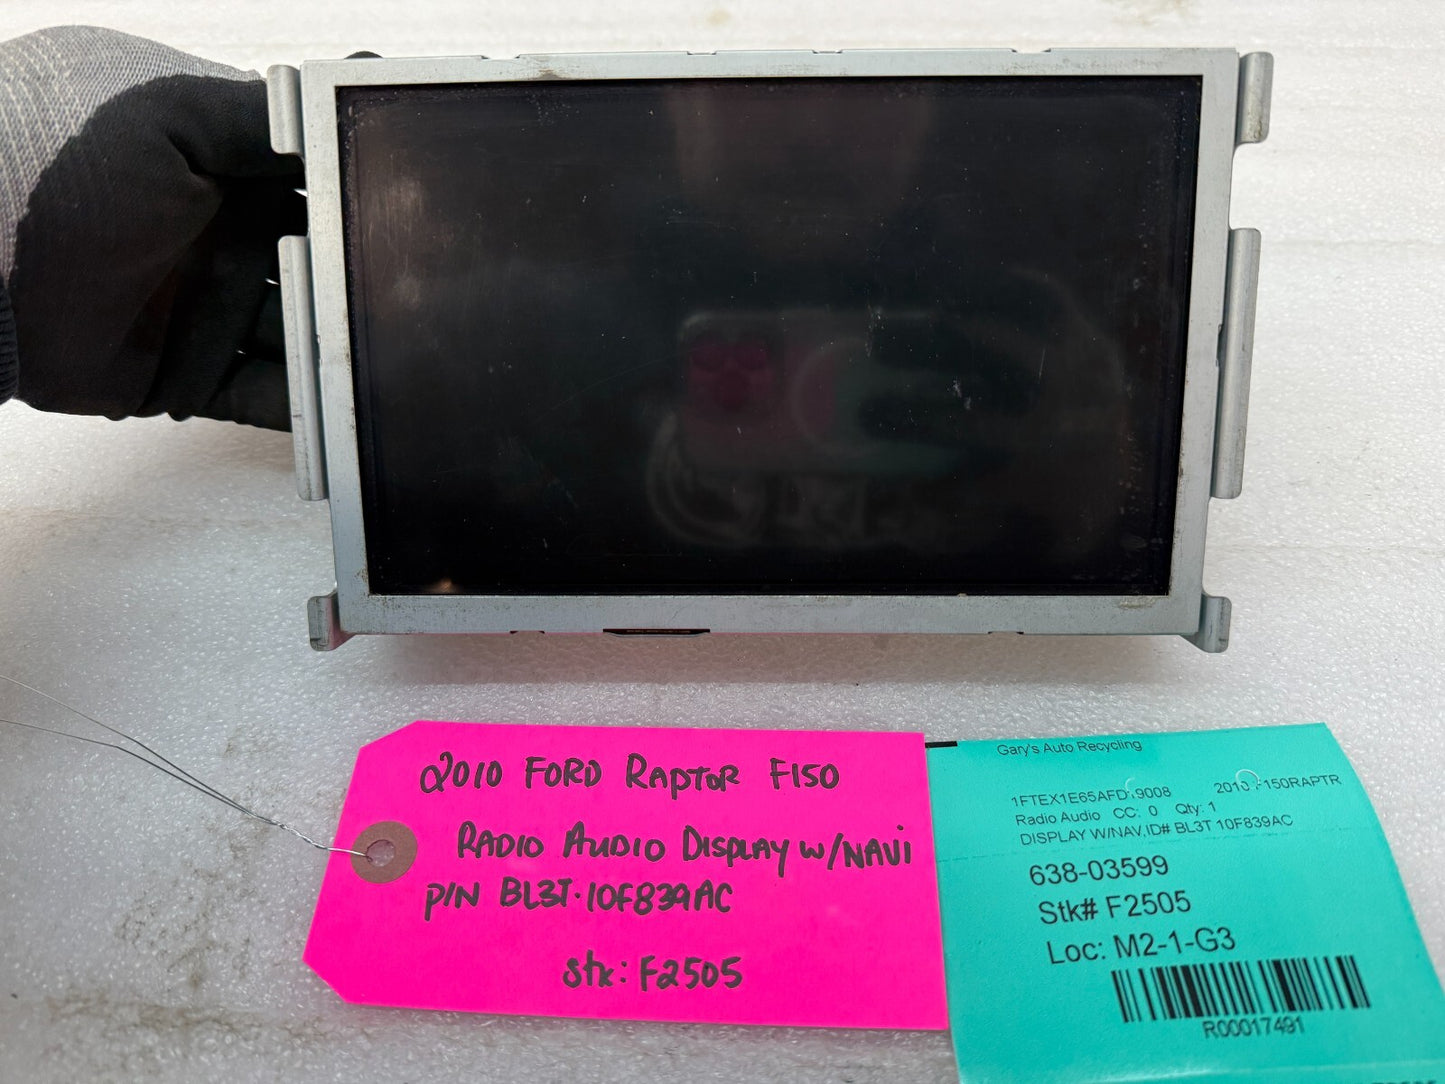 2010 FORD RAPTOR F150
RADIO AUDIO DISPLAY W/NAVI
P/N BL3T-10F839AC
Stk: F2505
Gary's Auto Recycling
2010 F150RAPTR
Radio Audio CC: 0 Qty: 1
DISPLAY W/NAV,ID# BL3T 10F839AC
638-03599
Stk# F2505
Loc: M2-1-G3
R00017491